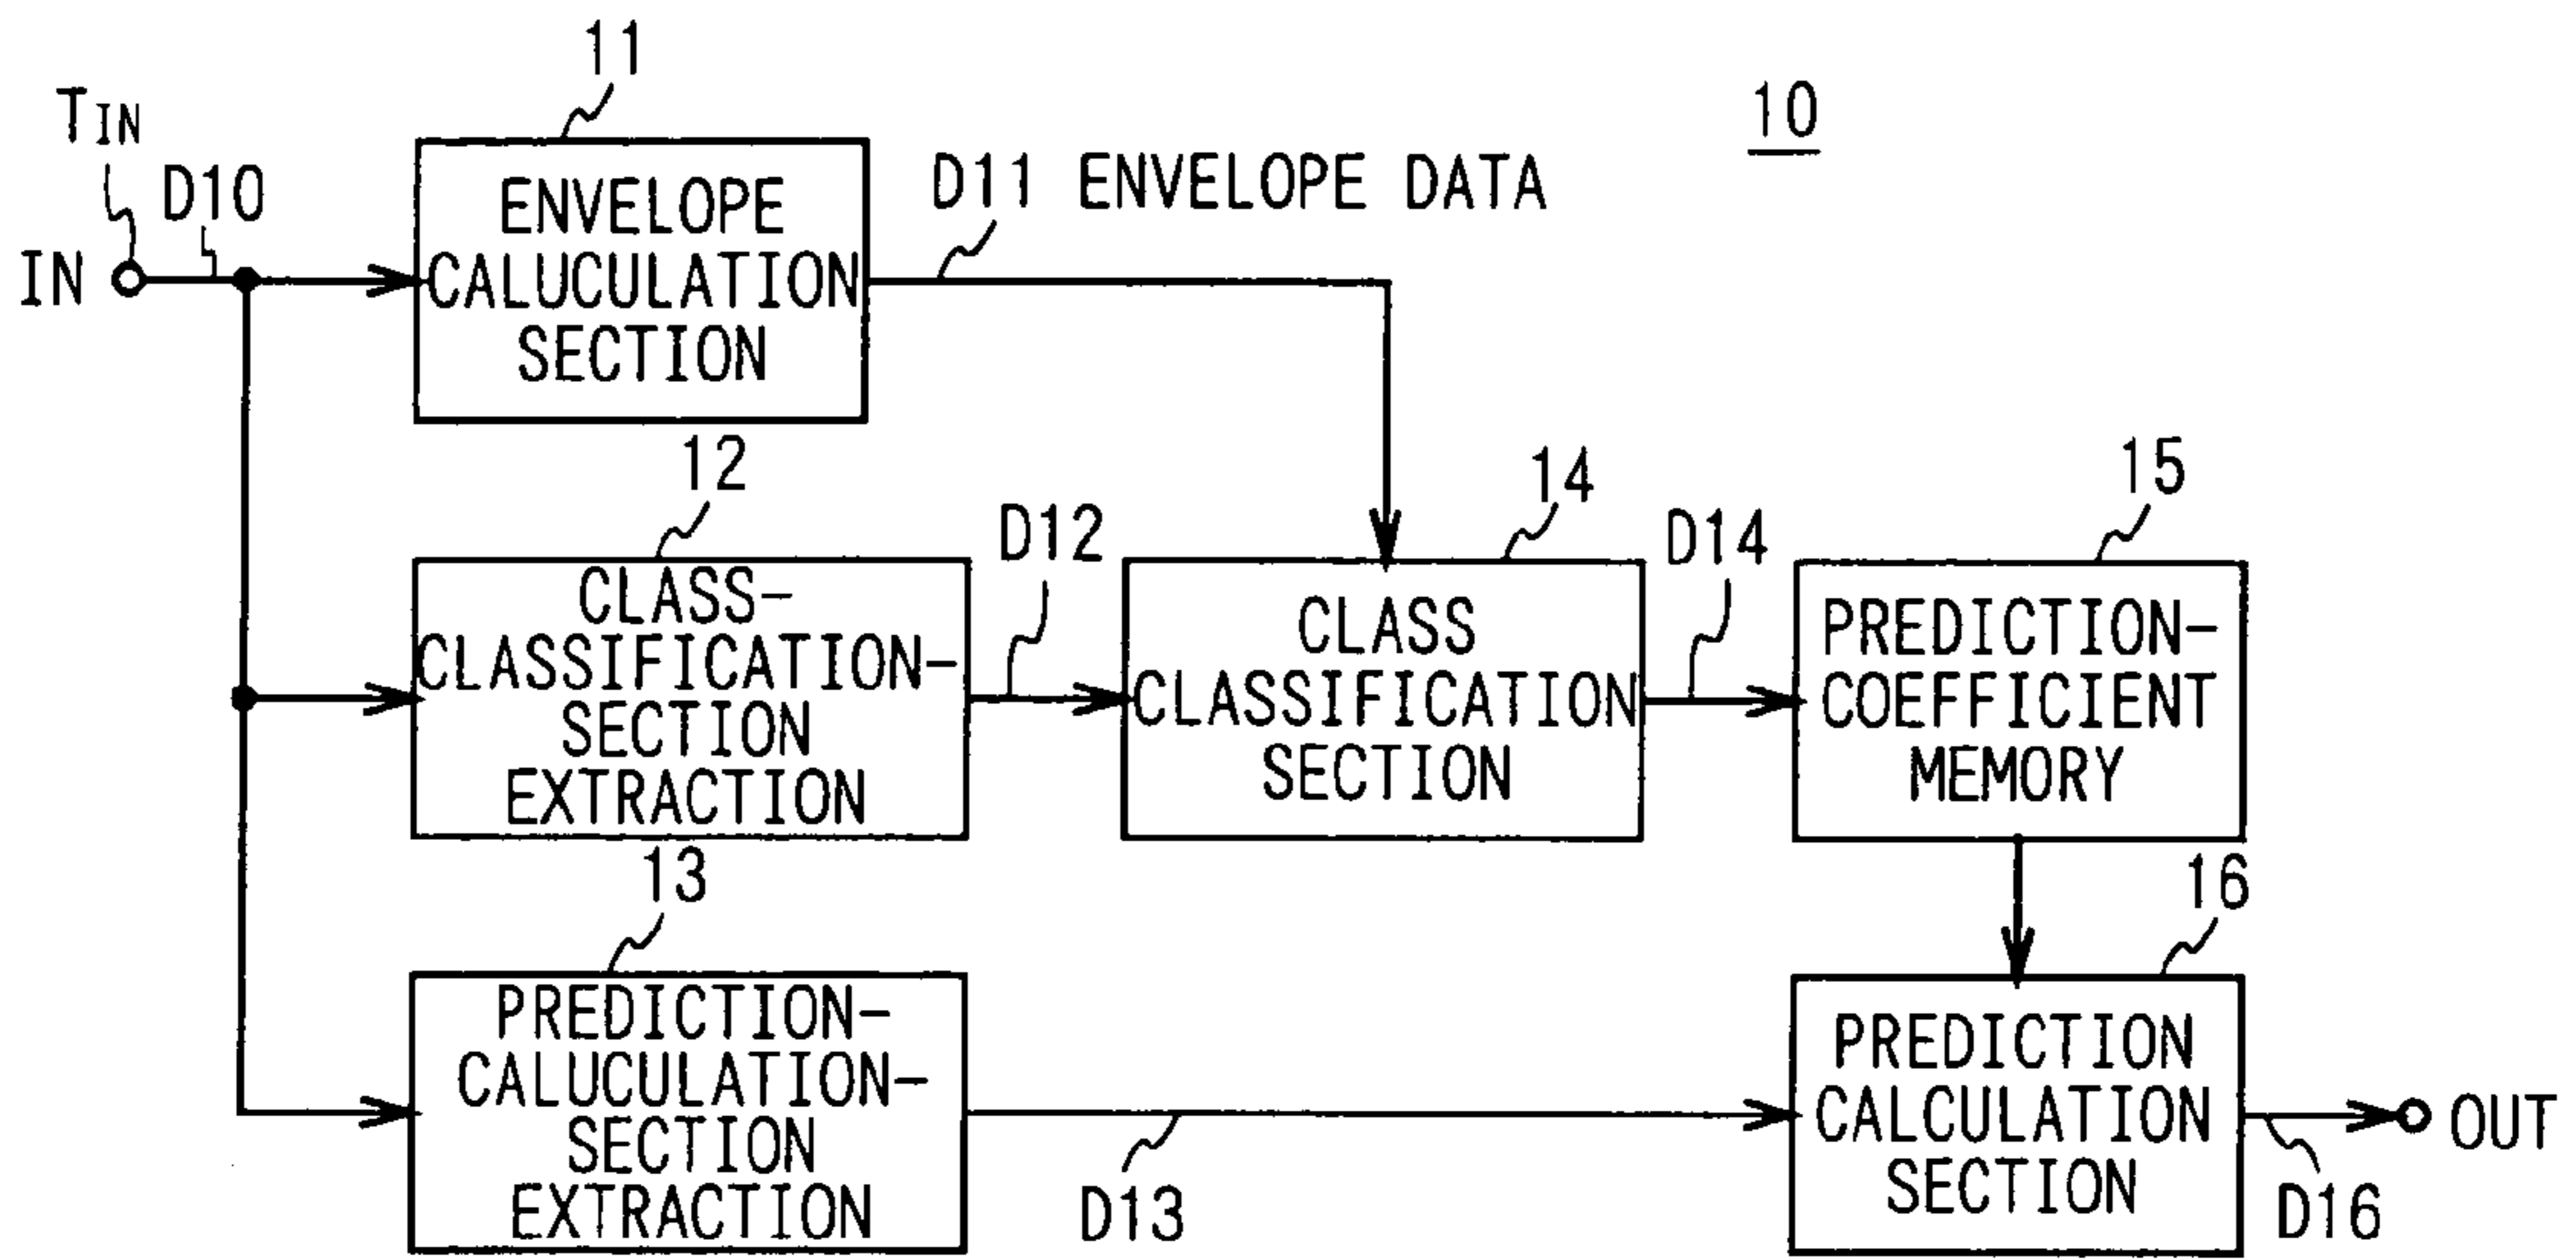 11
10
TIN
D10
D11 ENVELOPE DATA
IN
ENVELOPE
CALUCULATION
SECTION
12
14
15
D12
D14
CLASS-
CLASSIFICATION-
SECTION
EXTRACTION
CLASS
CLASSIFICATION
SECTION
PREDICTION-
COEFFICIENT
MEMORY
13
16
PREDICTION-
CALUCULATION-
SECTION
EXTRACTION
D13
PREDICTION
CALCULATION
SECTION
OUT
D16